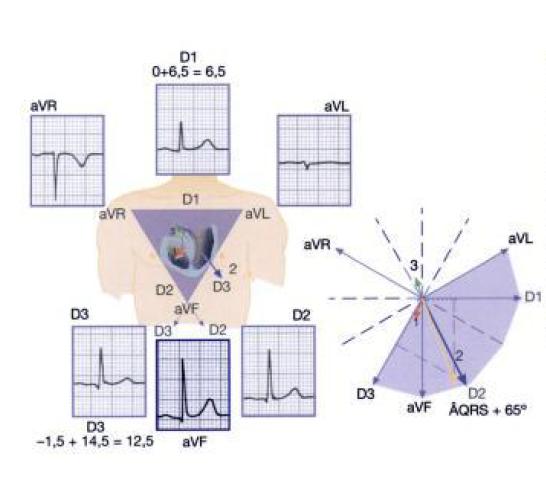 D1
0+6,5 = 6,5
aVR
aVL
D1
aVR
aVL
2
D3
D2
aVF
D3
D2
D3
D2
D3
−1,5 + 14,5 = 12,5
aVF
aVR
aVL
3
D1
1
2
D3
aVF
D2
ÂQRS + 65º